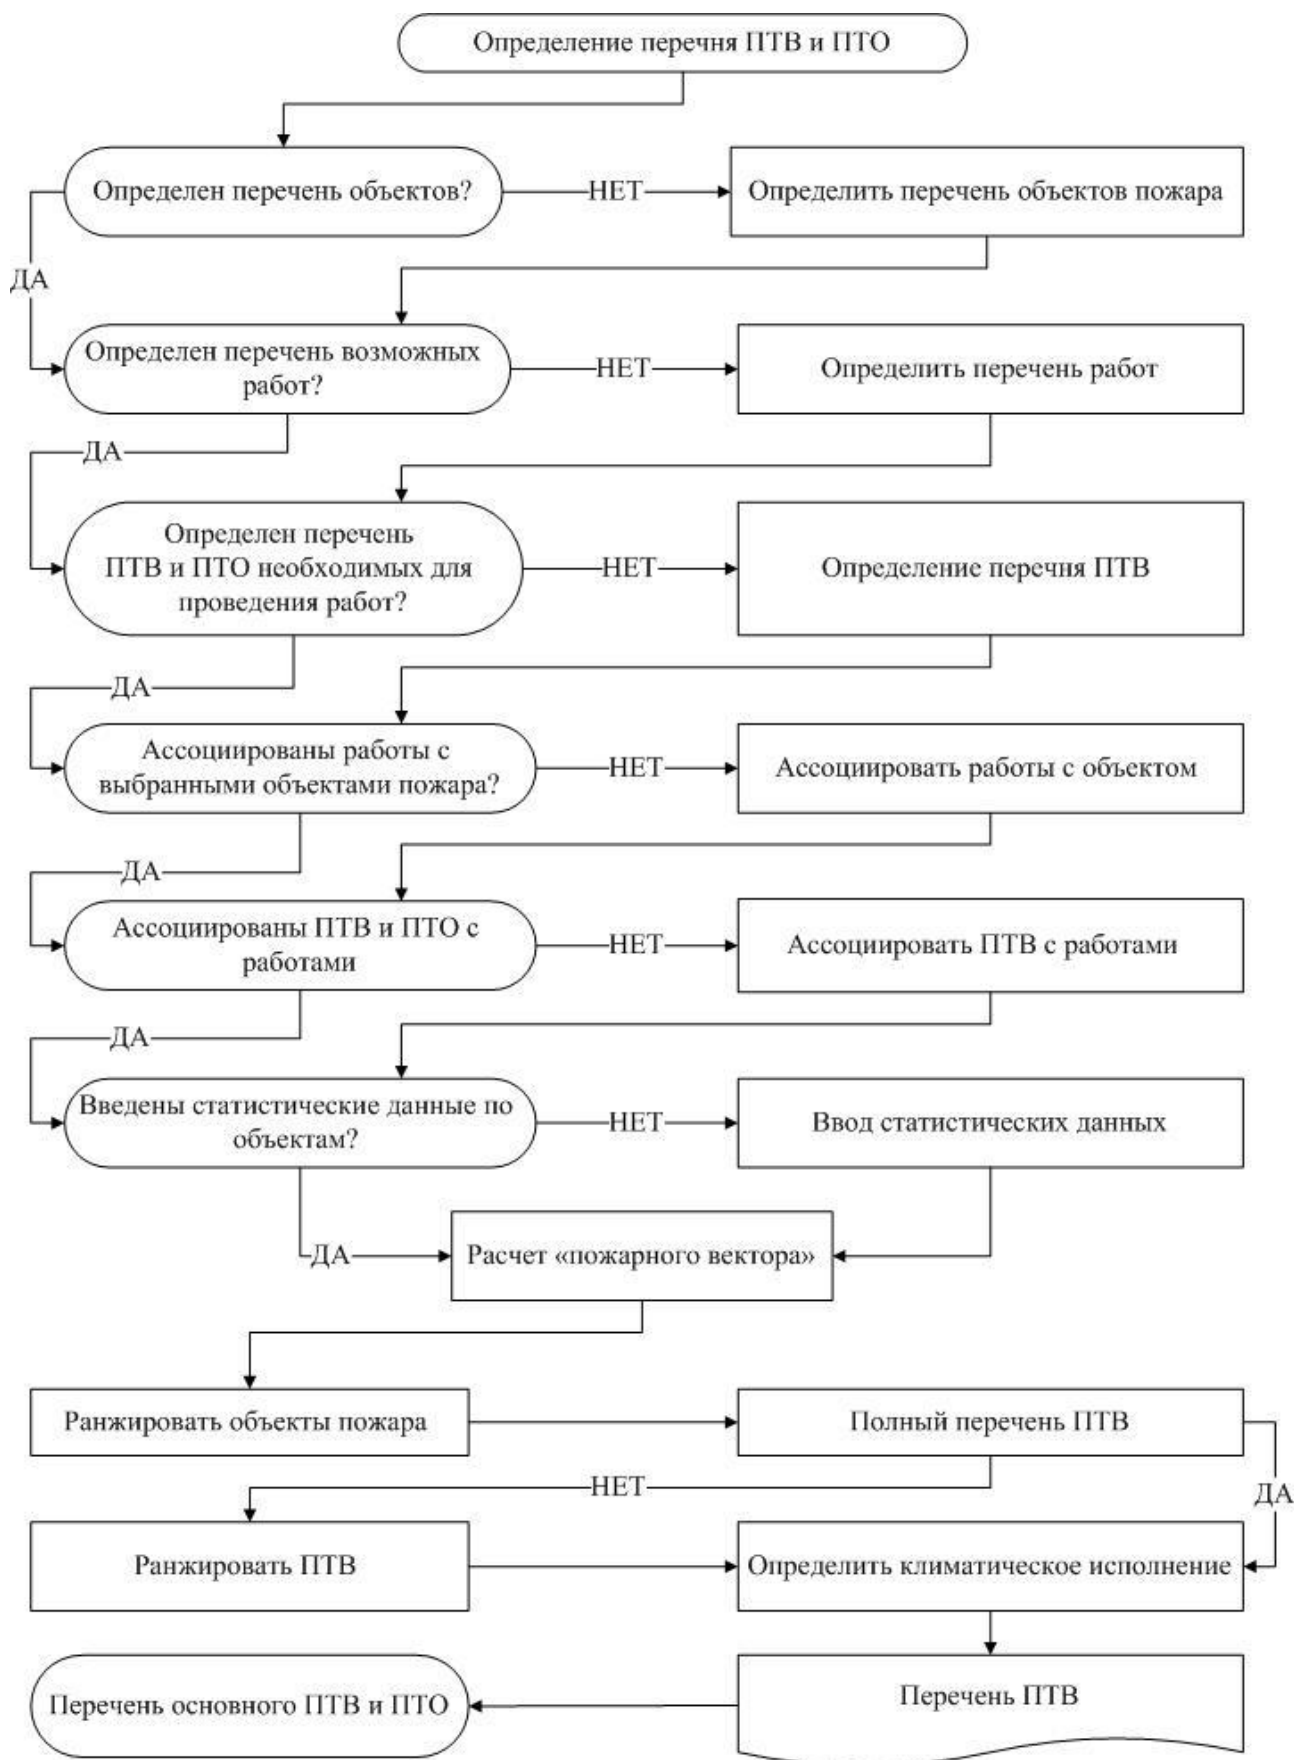 Определение перечня ПТВ и ПТО
Определен перечень объектов?
НЕТ
Определить перечень объектов пожара
ДА
Определен перечень возможных
работ?
НЕТ
Определить перечень работ
ДА
Определен перечень
ПТВ и ПТО необходимых для
проведения работ?
НЕТ
Определение перечня ПТВ
ДА
Ассоциированы работы с
выбранными объектами пожара?
НЕТ
Ассоциировать работы с объектом
ДА
Ассоциированы ПТВ и ПТО с
работами
НЕТ
Ассоциировать ПТВ с работами
ДА
Введены статистические данные по
объектам?
НЕТ
Ввод статистических данных
ДА
Расчет «пожарного вектора»
Ранжировать объекты пожара
Полный перечень ПТВ
НЕТ
ДА
Ранжировать ПТВ
Определить климатическое исполнение
Перечень основного ПТВ и ПТО
Перечень ПТВ